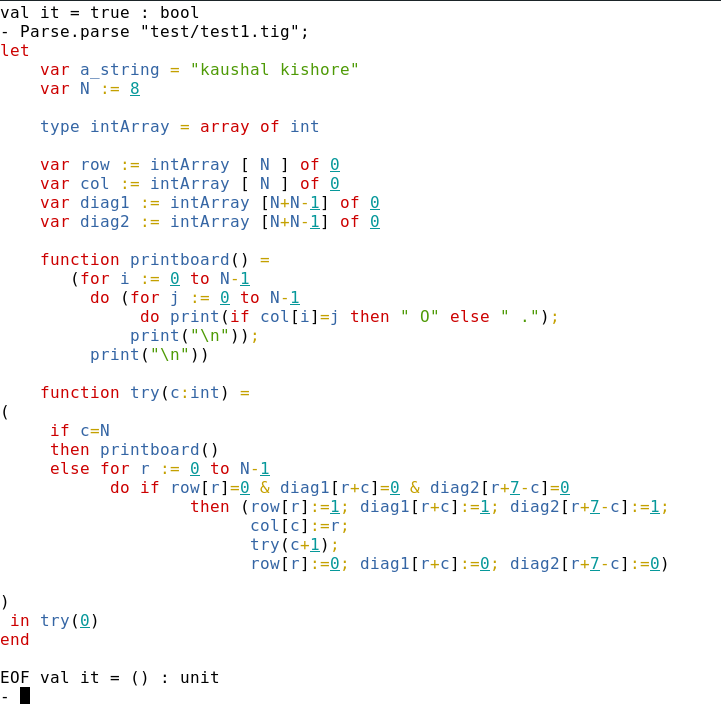 val it = true : bool
- Parse.parse "test/test1.tig";
let
    var a_string = "kaushal kishore"
    var N := 8

    type intArray = array of int

    var row := intArray [ N ] of 0
    var col := intArray [ N ] of 0
    var diag1 := intArray [N+N-1] of 0
    var diag2 := intArray [N+N-1] of 0

    function printboard() =
       (for i := 0 to N-1
         do (for j := 0 to N-1
              do print(if col[i]=j then " O" else " .");
             print("\n"));
         print("\n"))

    function try(c:int) =
(
     if c=N
     then printboard()
     else for r := 0 to N-1
           do if row[r]=0 & diag1[r+c]=0 & diag2[r+7-c]=0
                   then (row[r]:=1; diag1[r+c]:=1; diag2[r+7-c]:=1;
                         col[c]:=r;
                         try(c+1);
                         row[r]:=0; diag1[r+c]:=0; diag2[r+7-c]:=0)

)
 in try(0)
end

EOF val it = () : unit
-